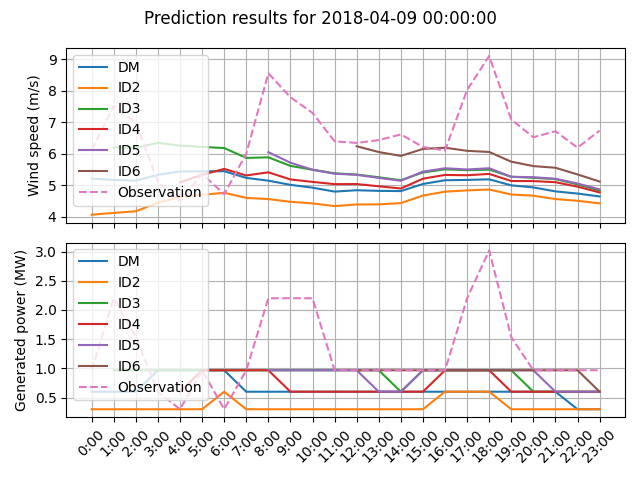 Prediction results for 2018-04-09 00:00:00
Wind speed (m/s)
9
8
7
6
5
4
DM
ID2
ID3
ID4
ID5
ID6
Observation
Generated power (MW)
3.0
2.5
2.0
1.5
1.0
0.5
DM
ID2
ID3
ID4
ID5
ID6
Observation
0:00
1:00
2:00
3:00
4:00
5:00
6:00
7:00
8:00
9:00
10:00
11:00
12:00
13:00
14:00
15:00
16:00
17:00
18:00
19:00
20:00
21:00
22:00
23:00